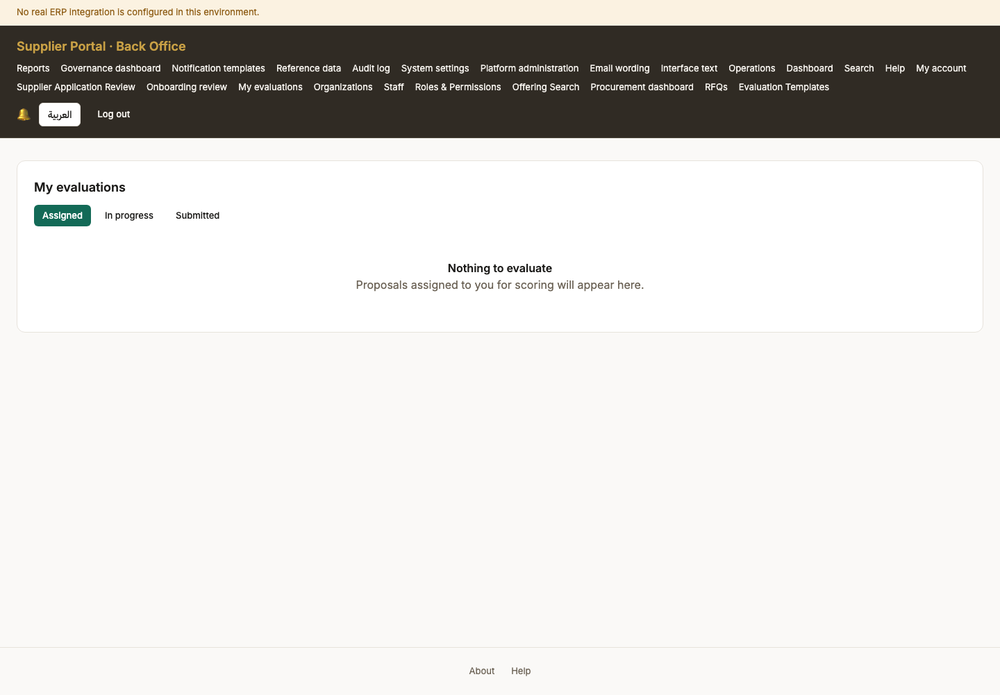 No real ERP integration is configured in this environment.
Supplier Portal · Back Office
Reports Governance dashboard Notification templates Reference data Audit log System settings Platform administration Email wording Interface text Operations Dashboard Search Help My account
Supplier Application Review Onboarding review My evaluations Organizations Staff Roles & Permissions Offering Search Procurement dashboard RFQs Evaluation Templates
العربية Log out
My evaluations
Assigned In progress Submitted
Nothing to evaluate
Proposals assigned to you for scoring will appear here.
About Help